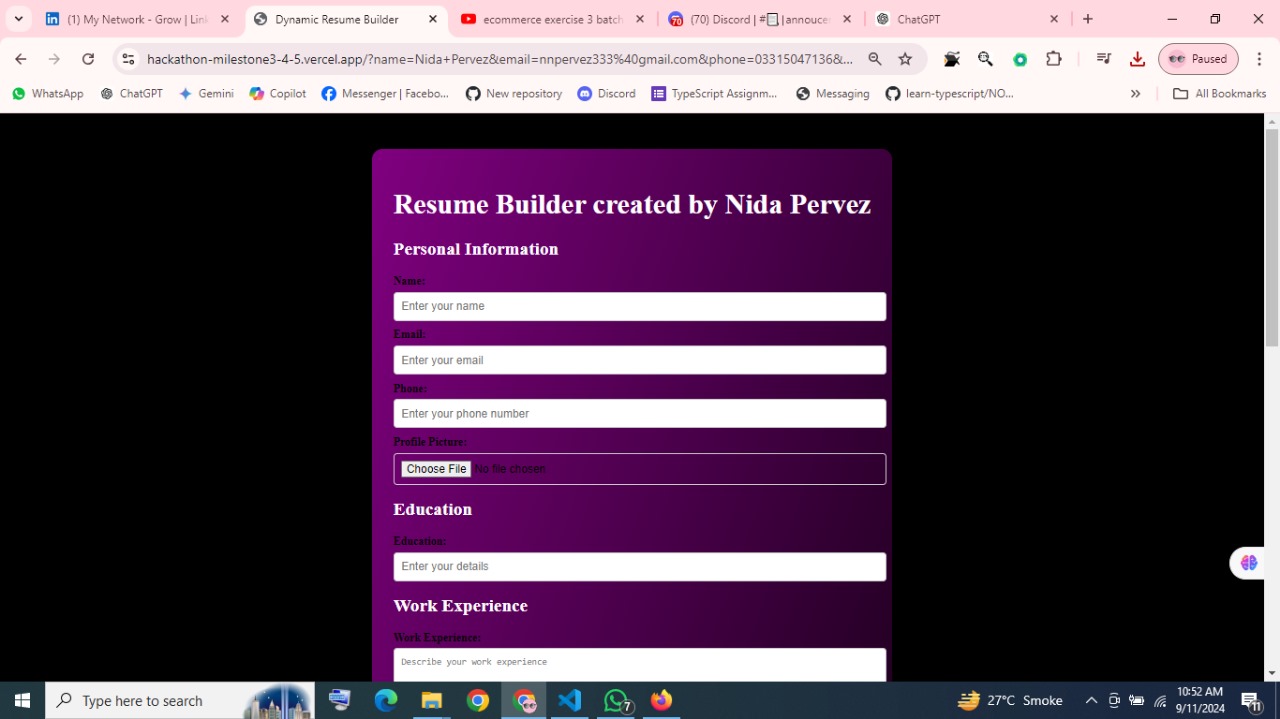 (1) My Network - Grow | Link
Dynamic Resume Builder
ecommerce exercise 3 batch
(70) Discord | #📃|annoucem
ChatGPT
hackathon-milestone3-4-5.vercel.app/?name=Nida+Pervez&email=nnpervez333%40gmail.com&phone=03315047136&...
Paused
WhatsApp
ChatGPT
Gemini
Copilot
Messenger | Facebo...
New repository
Discord
TypeScript Assignm...
Messaging
learn-typescript/NO...
All Bookmarks
Resume Builder created by Nida Pervez
Personal Information
Name:
Enter your name
Email:
Enter your email
Phone:
Enter your phone number
Profile Picture:
Choose File No file chosen
Education
Education:
Enter your details
Work Experience
Work Experience:
Describe your work experience
Type here to search
7
27°C Smoke
10:52 AM
9/11/2024
11